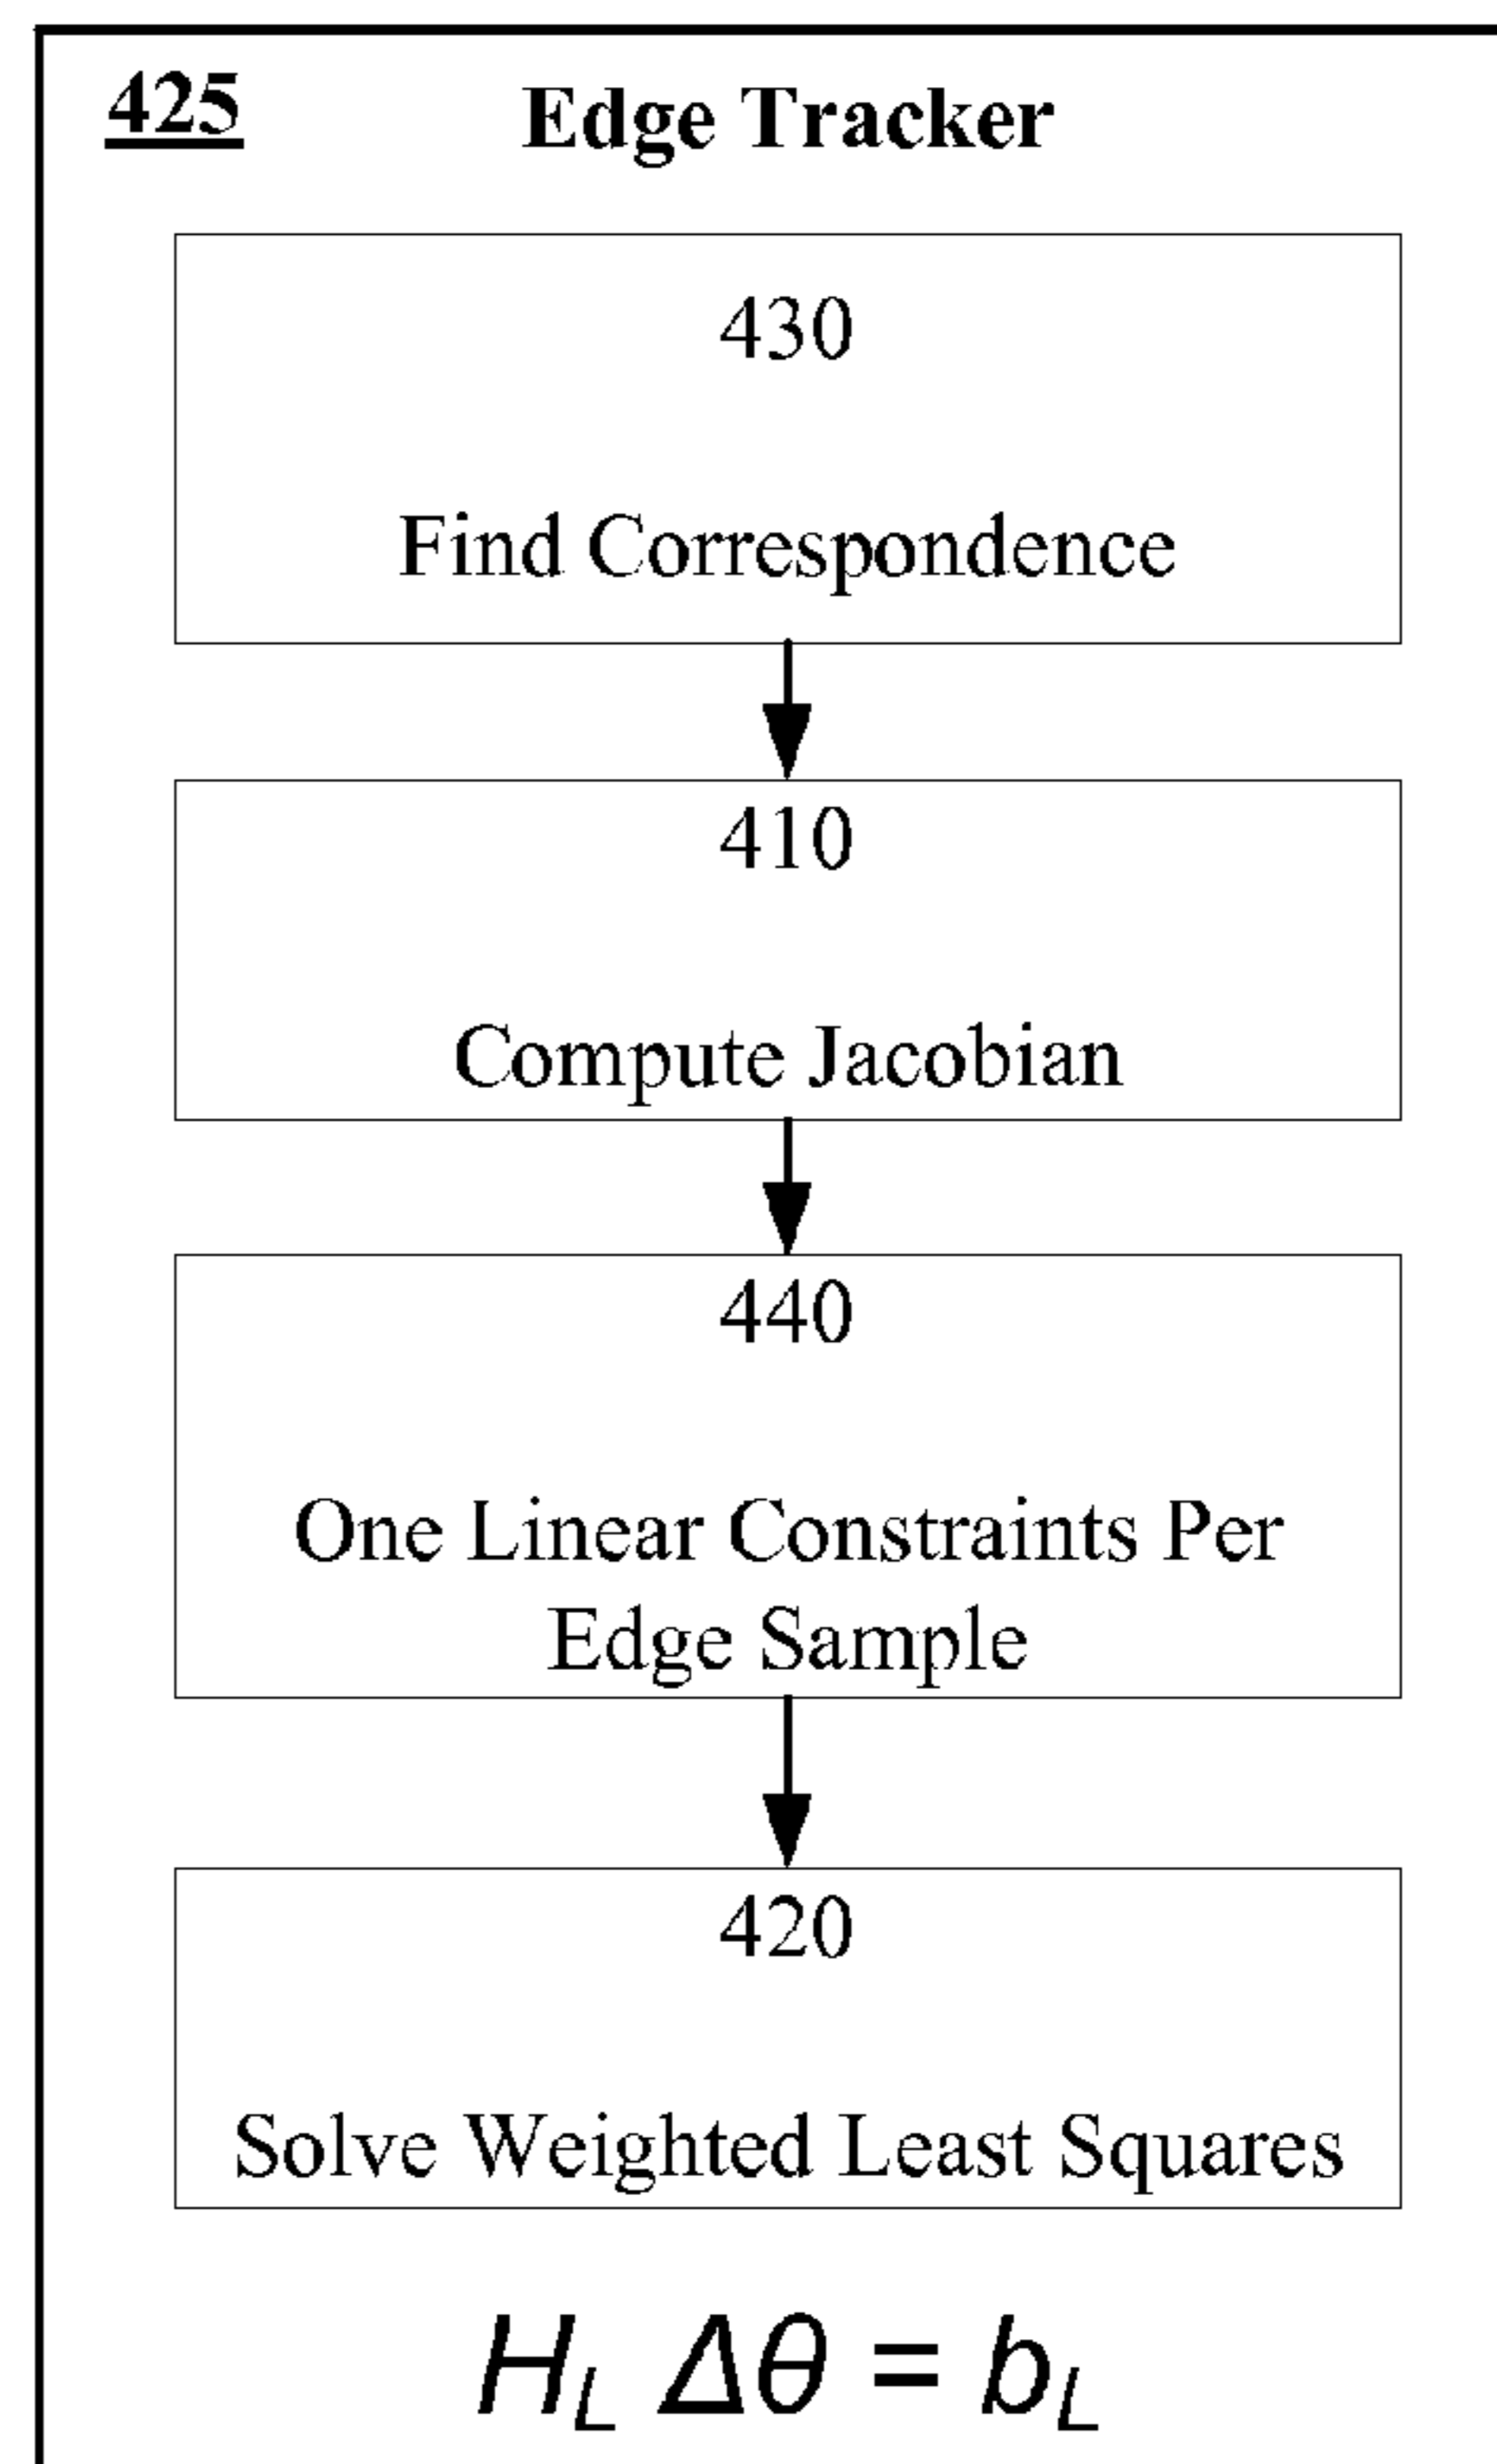 425 Edge Tracker
430
Find Correspondence
410
Compute Jacobian
440
One Linear Constraints Per
Edge Sample
420
Solve Weighted Least Squares
H_L Δθ = b_L